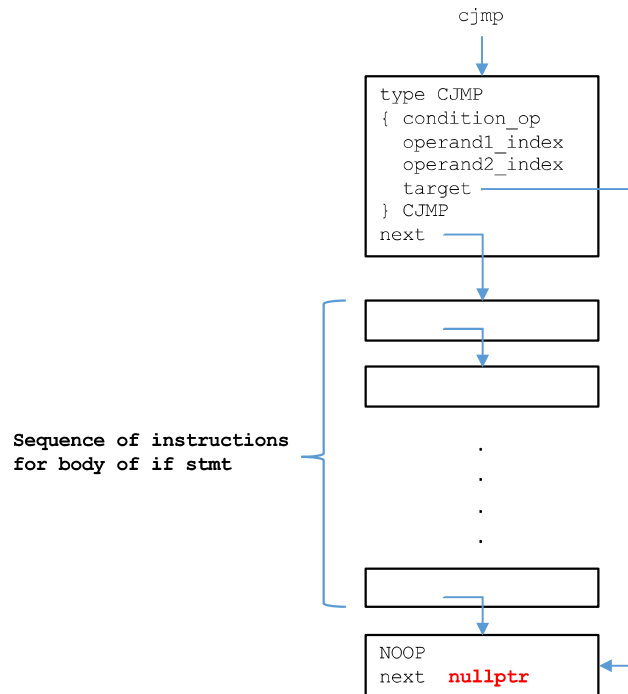 cjmp
type CJMP
{ condition_op
operand1_index
operand2_index
target
} CJMP
next
Sequence of instructions
for body of if stmt
.
.
.
.
NOOP
next nullptr